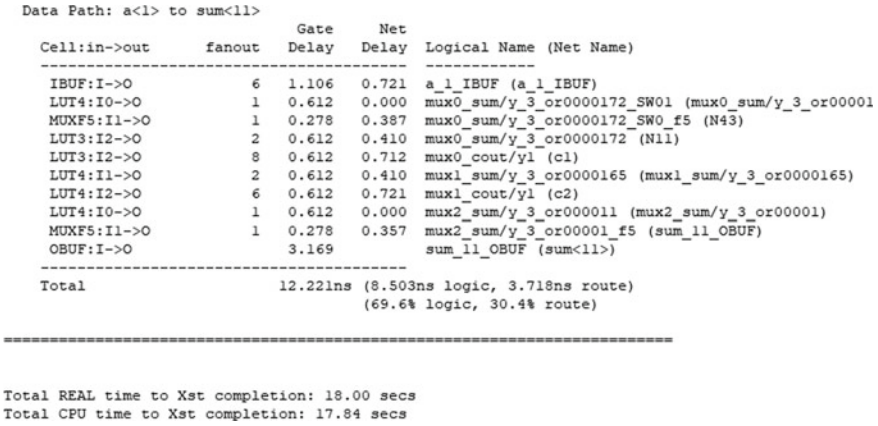 Data Path: a<1> to sum<11>
Gate Net
Cell:in->out fanout Delay Delay Logical Name (Net Name)
---------------------------------------- ------------
IBUF:I->O 6 1.106 0.721 a_1_IBUF (a_1_IBUF)
LUT4:I0->O 1 0.612 0.000 mux0_sum/y_3_or0000172_SW01 (mux0_sum/y_3_or00001
MUXF5:I1->O 1 0.278 0.387 mux0_sum/y_3_or0000172_SW0_f5 (N43)
LUT3:I2->O 2 0.612 0.410 mux0_sum/y_3_or0000172 (N11)
LUT3:I2->O 8 0.612 0.712 mux0_cout/y1 (c1)
LUT4:I1->O 2 0.612 0.410 mux1_sum/y_3_or0000165 (mux1_sum/y_3_or0000165)
LUT4:I2->O 6 0.612 0.721 mux1_cout/y1 (c2)
LUT4:I0->O 1 0.612 0.000 mux2_sum/y_3_or000011 (mux2_sum/y_3_or00001)
MUXF5:I1->O 1 0.278 0.357 mux2_sum/y_3_or00001_f5 (sum_11_OBUF)
OBUF:I->O 3.169 sum_11_OBUF (sum<11>)
----------------------------------------
Total 12.221ns (8.503ns logic, 3.718ns route)
(69.6% logic, 30.4% route)
=========================================================================
Total REAL time to Xst completion: 18.00 secs
Total CPU time to Xst completion: 17.84 secs